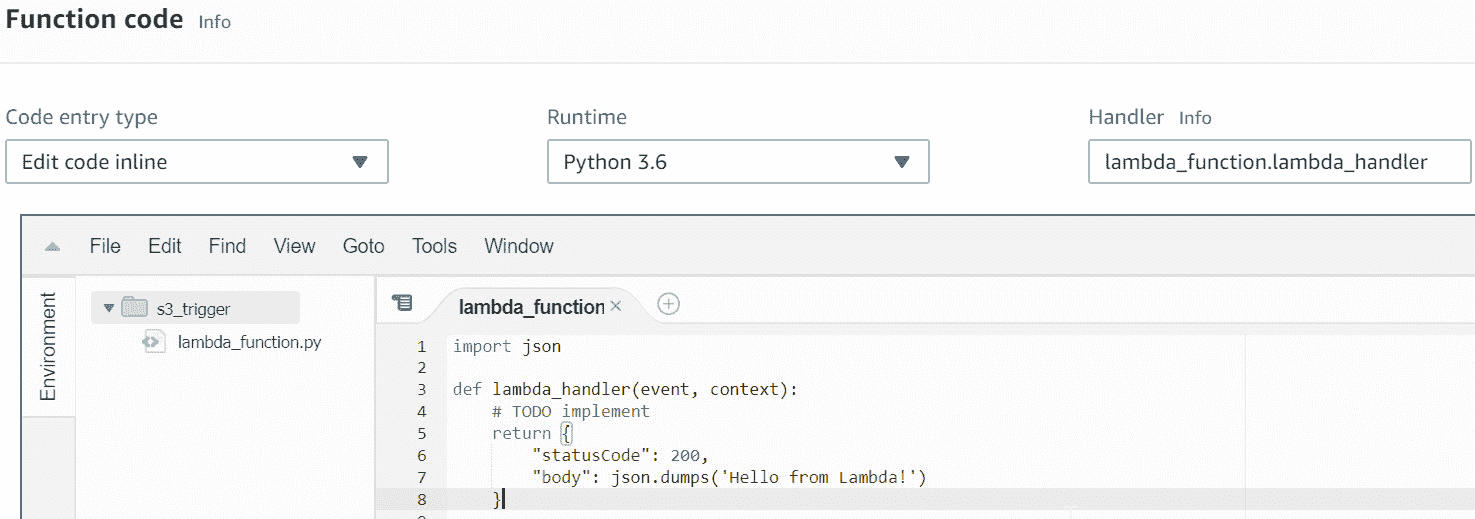 Function code Info
Code entry type
Runtime
Handler Info
Edit code inline
Python 3.6
lambda_function.lambda_handler
File Edit Find View Goto Tools Window
Environment
s3_trigger
lambda_function.py
lambda_function
1 import json
2
3 def lambda_handler(event, context):
4     # TODO implement
5     return {
6         "statusCode": 200,
7         "body": json.dumps('Hello from Lambda!')
8     }